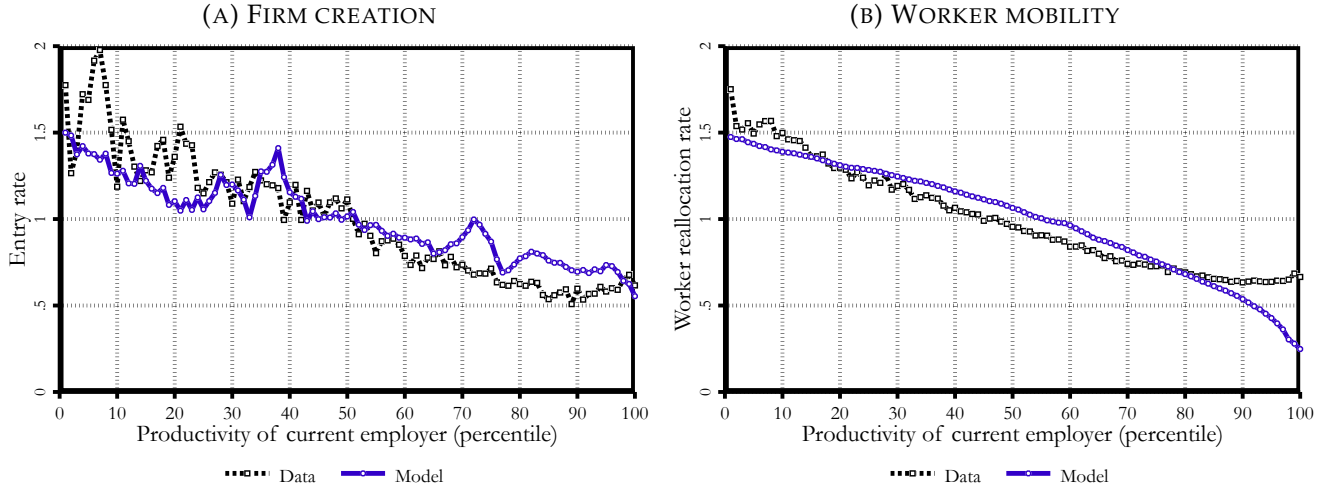 (A) FIRM CREATION
Entry rate
2
1.5
1
.5
0
0 10 20 30 40 50 60 70 80 90 100
Productivity of current employer (percentile)
Data Model
(B) WORKER MOBILITY
Worker reallocation rate
2
1.5
1
.5
0
0 10 20 30 40 50 60 70 80 90 100
Productivity of current employer (percentile)
Data Model